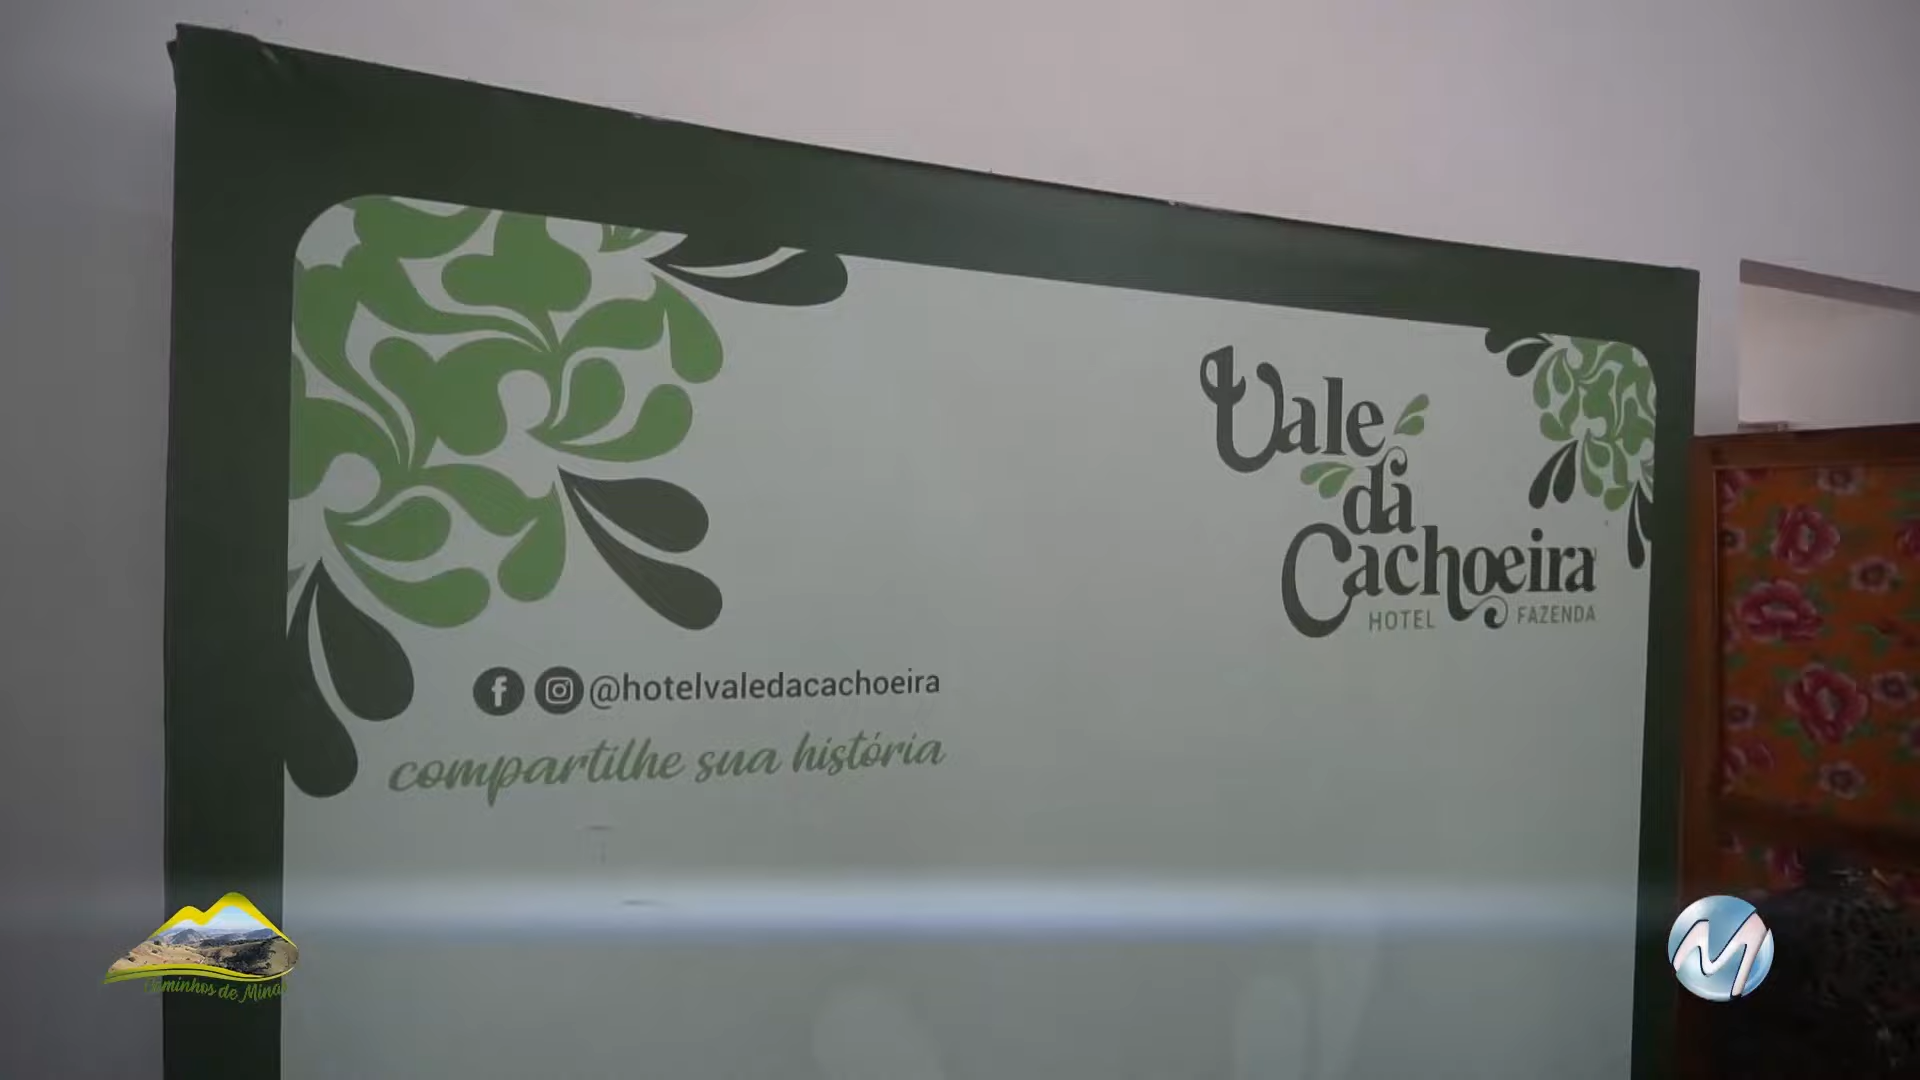 Vale
da
Cachoeira
HOTEL FAZENDA
@hotelvaledacachoeira
compartilhe sua história
Caminhos de Minas
M